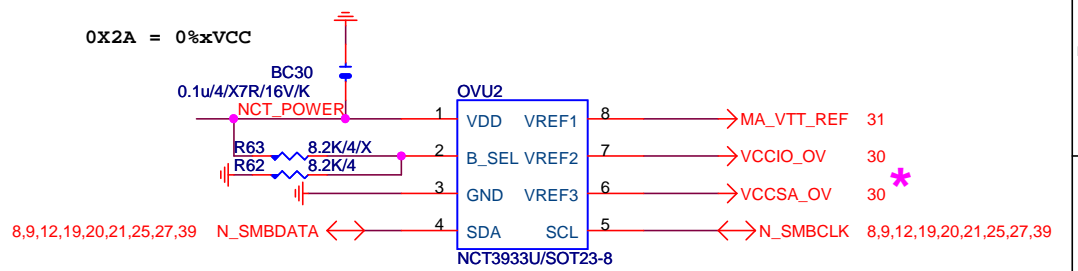 0X2A = 0%xVCC
BC30
0.1u/4/X7R/16V/K
NCT_POWER
OVU2
1 VDD VREF1 8 MA_VTT_REF 31
R63 8.2K/4/X
2 B_SEL VREF2 7 VCCIO_OV 30
R62 8.2K/4
3 GND VREF3 6 VCCSA_OV 30 *
8,9,12,19,20,21,25,27,39 N_SMBDATA 4 SDA SCL 5 N_SMBCLK 8,9,12,19,20,21,25,27,39
NCT3933U/SOT23-8